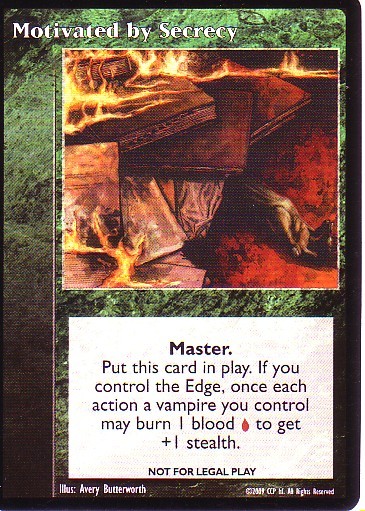 Motivated by Secrecy
Master.
Put this card in play. If you
control the Edge, once each
action a vampire you control
may burn 1 blood to get
+1 stealth.
NOT FOR LEGAL PLAY
Illus: Avery Butterworth
©2009 CCP hf. All Rights Reserved